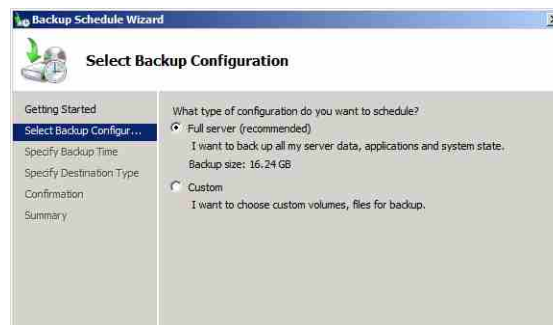 Backup Schedule Wizard
Select Backup Configuration
Getting Started
Select Backup Configur...
Specify Backup Time
Specify Destination Type
Confirmation
Summary
What type of configuration do you want to schedule?
Full server (recommended)
I want to back up all my server data, applications and system state.
Backup size: 16.24 GB
Custom
I want to choose custom volumes, files for backup.